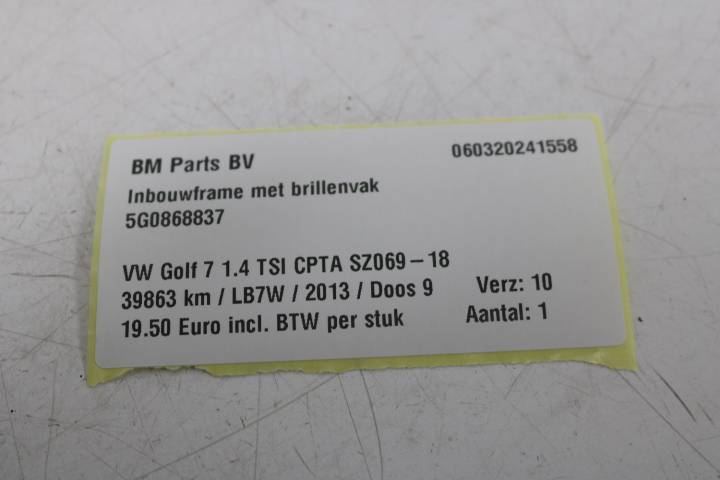 BM Parts BV 060320241558
Inbouwframe met brillenvak
5G0868837
VW Golf 7 1.4 TSI CPTA SZ069-18
39863 km / LB7W / 2013 / Doos 9 Verz: 10
19.50 Euro incl. BTW per stuk Aantal: 1